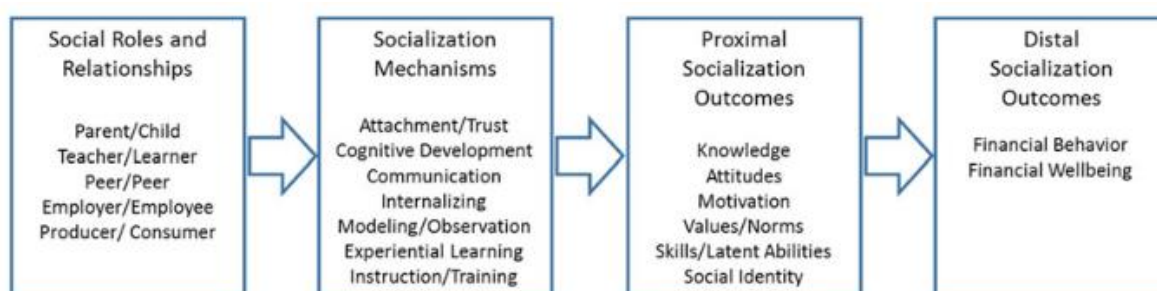 Social Roles and
Relationships
Parent/Child
Teacher/Learner
Peer/Peer
Employer/Employee
Producer/ Consumer
Socialization
Mechanisms
Attachment/Trust
Cognitive Development
Communication
Internalizing
Modeling/Observation
Experiential Learning
Instruction/Training
Proximal
Socialization
Outcomes
Knowledge
Attitudes
Motivation
Values/Norms
Skills/Latent Abilities
Social Identity
Distal
Socialization
Outcomes
Financial Behavior
Financial Wellbeing